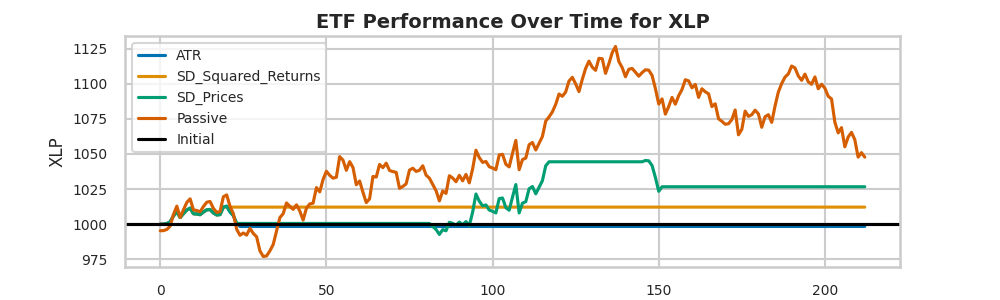 ETF Performance Over Time for XLP
XLP
1125
1100
1075
1050
1025
1000
975
ATR
SD_Squared_Returns
SD_Prices
Passive
Initial
0
50
100
150
200